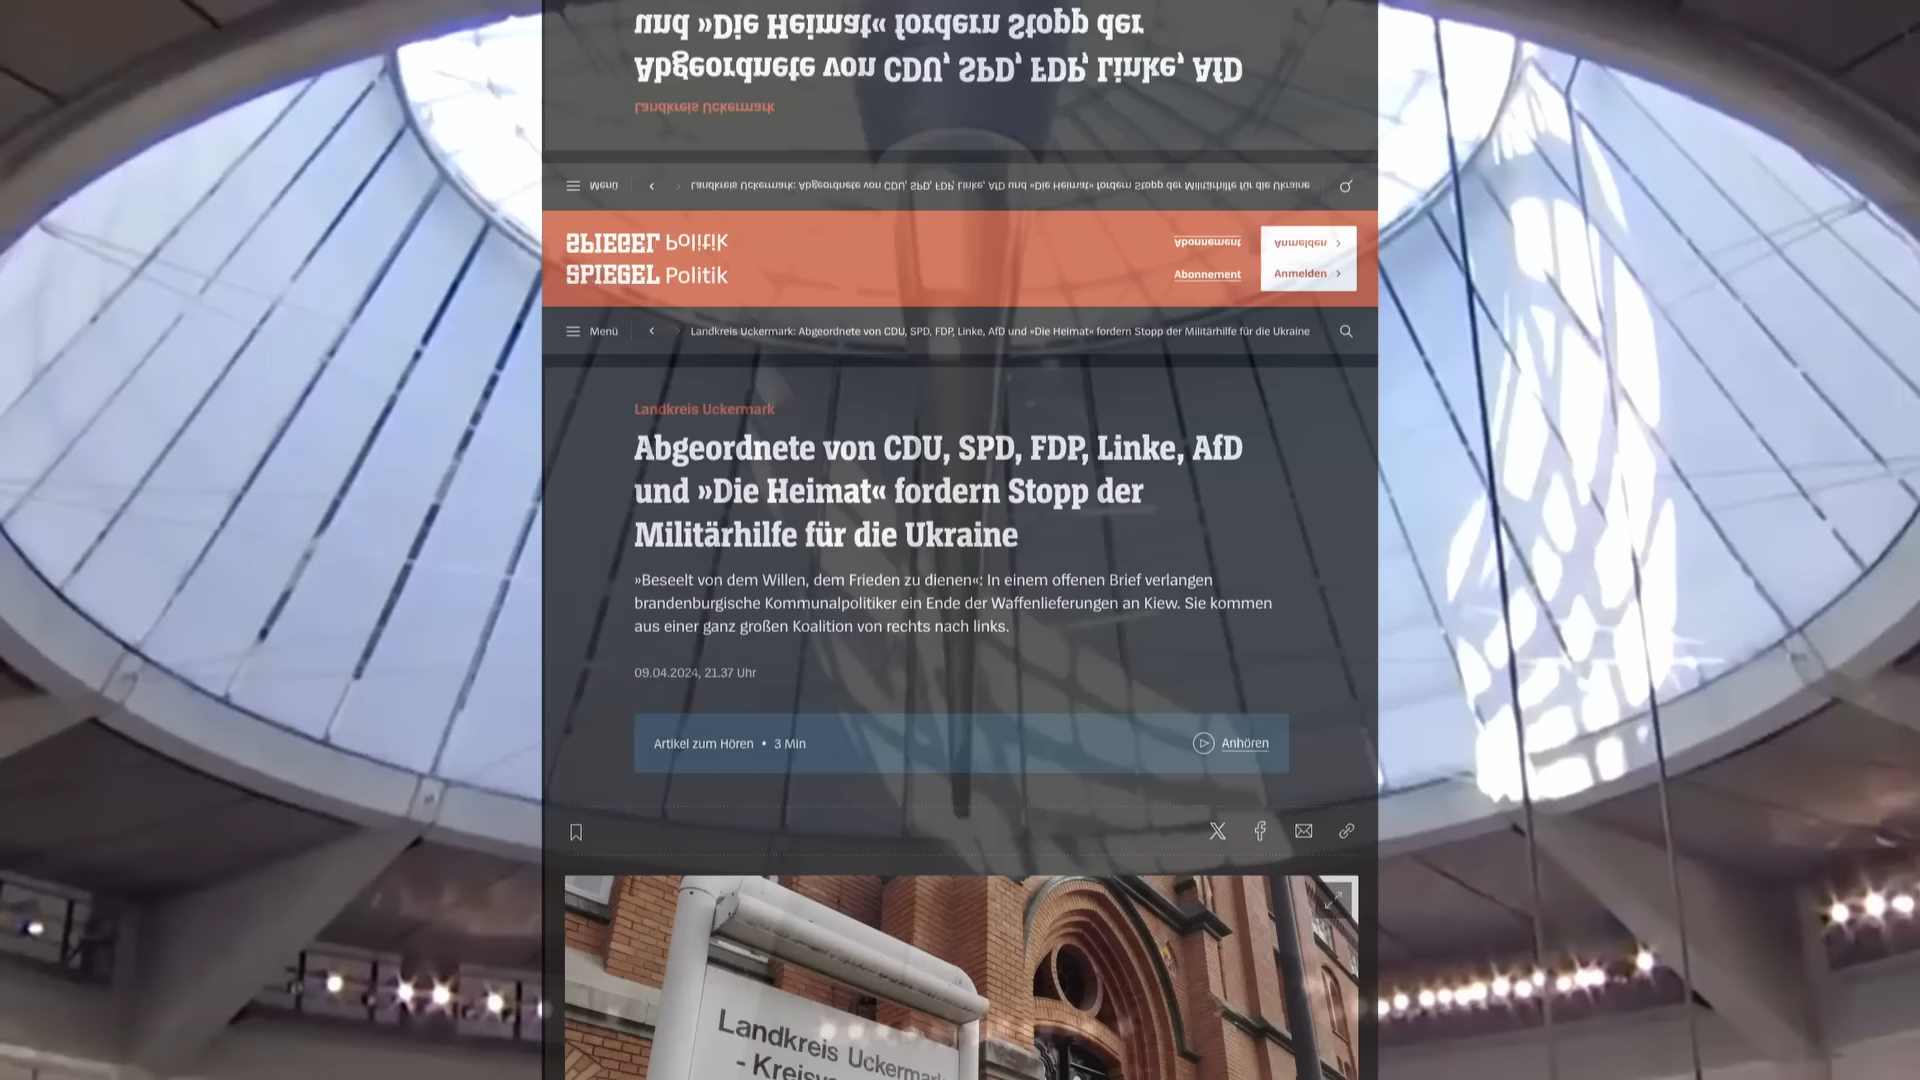 und »Die Heimat« fordern Stopp der
Abgeordnete von CDU, SPD, FDP, Linke, AfD
Landkreis Uckermark
Menü Landkreis Uckermark: Abgeordnete von CDU, SPD, FDP, Linke, AfD und »Die Heimat« fordern Stopp der Militärhilfe für die Ukraine
SPIEGEL Politik Abonnement Anmelden
SPIEGEL Politik Abonnement Anmelden
Menü Landkreis Uckermark: Abgeordnete von CDU, SPD, FDP, Linke, AfD und »Die Heimat« fordern Stopp der Militärhilfe für die Ukraine
Landkreis Uckermark
Abgeordnete von CDU, SPD, FDP, Linke, AfD
und »Die Heimat« fordern Stopp der
Militärhilfe für die Ukraine
»Beseelt von dem Willen, dem Frieden zu dienen«: In einem offenen Brief verlangen
brandenburgische Kommunalpolitiker ein Ende der Waffenlieferungen an Kiew. Sie kommen
aus einer ganz großen Koalition von rechts nach links.
09.04.2024, 21.37 Uhr
Artikel zum Hören • 3 Min Anhören
Landkreis Uckermark